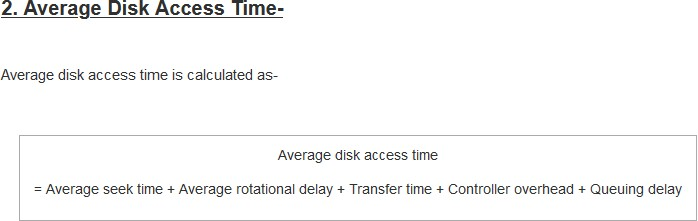 2. Average Disk Access Time-
Average disk access time is calculated as-
Average disk access time
= Average seek time + Average rotational delay + Transfer time + Controller overhead + Queuing delay